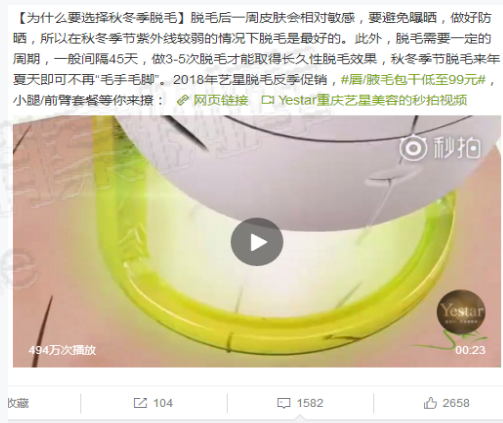 【为什么要选择秋冬季脱毛】脱毛后一周皮肤会相对敏感，要避免曝晒，做好防
晒，所以在秋冬季节紫外线较弱的情况下脱毛是最好的。此外，脱毛需要一定的
周期，一般间隔45天，做3-5次脱毛才能取得长久性脱毛效果，秋冬季节脱毛来年
夏天即可不再“毛手毛脚”。2018年艺星脱毛反季促销，#唇/腋毛包干低至99元#，
小腿/前臂套餐等你来撩： 网页链接 Yestar重庆艺星美容的秒拍视频
秒拍
Yestar
494万次播放 00:23
收藏 104 1582 2658